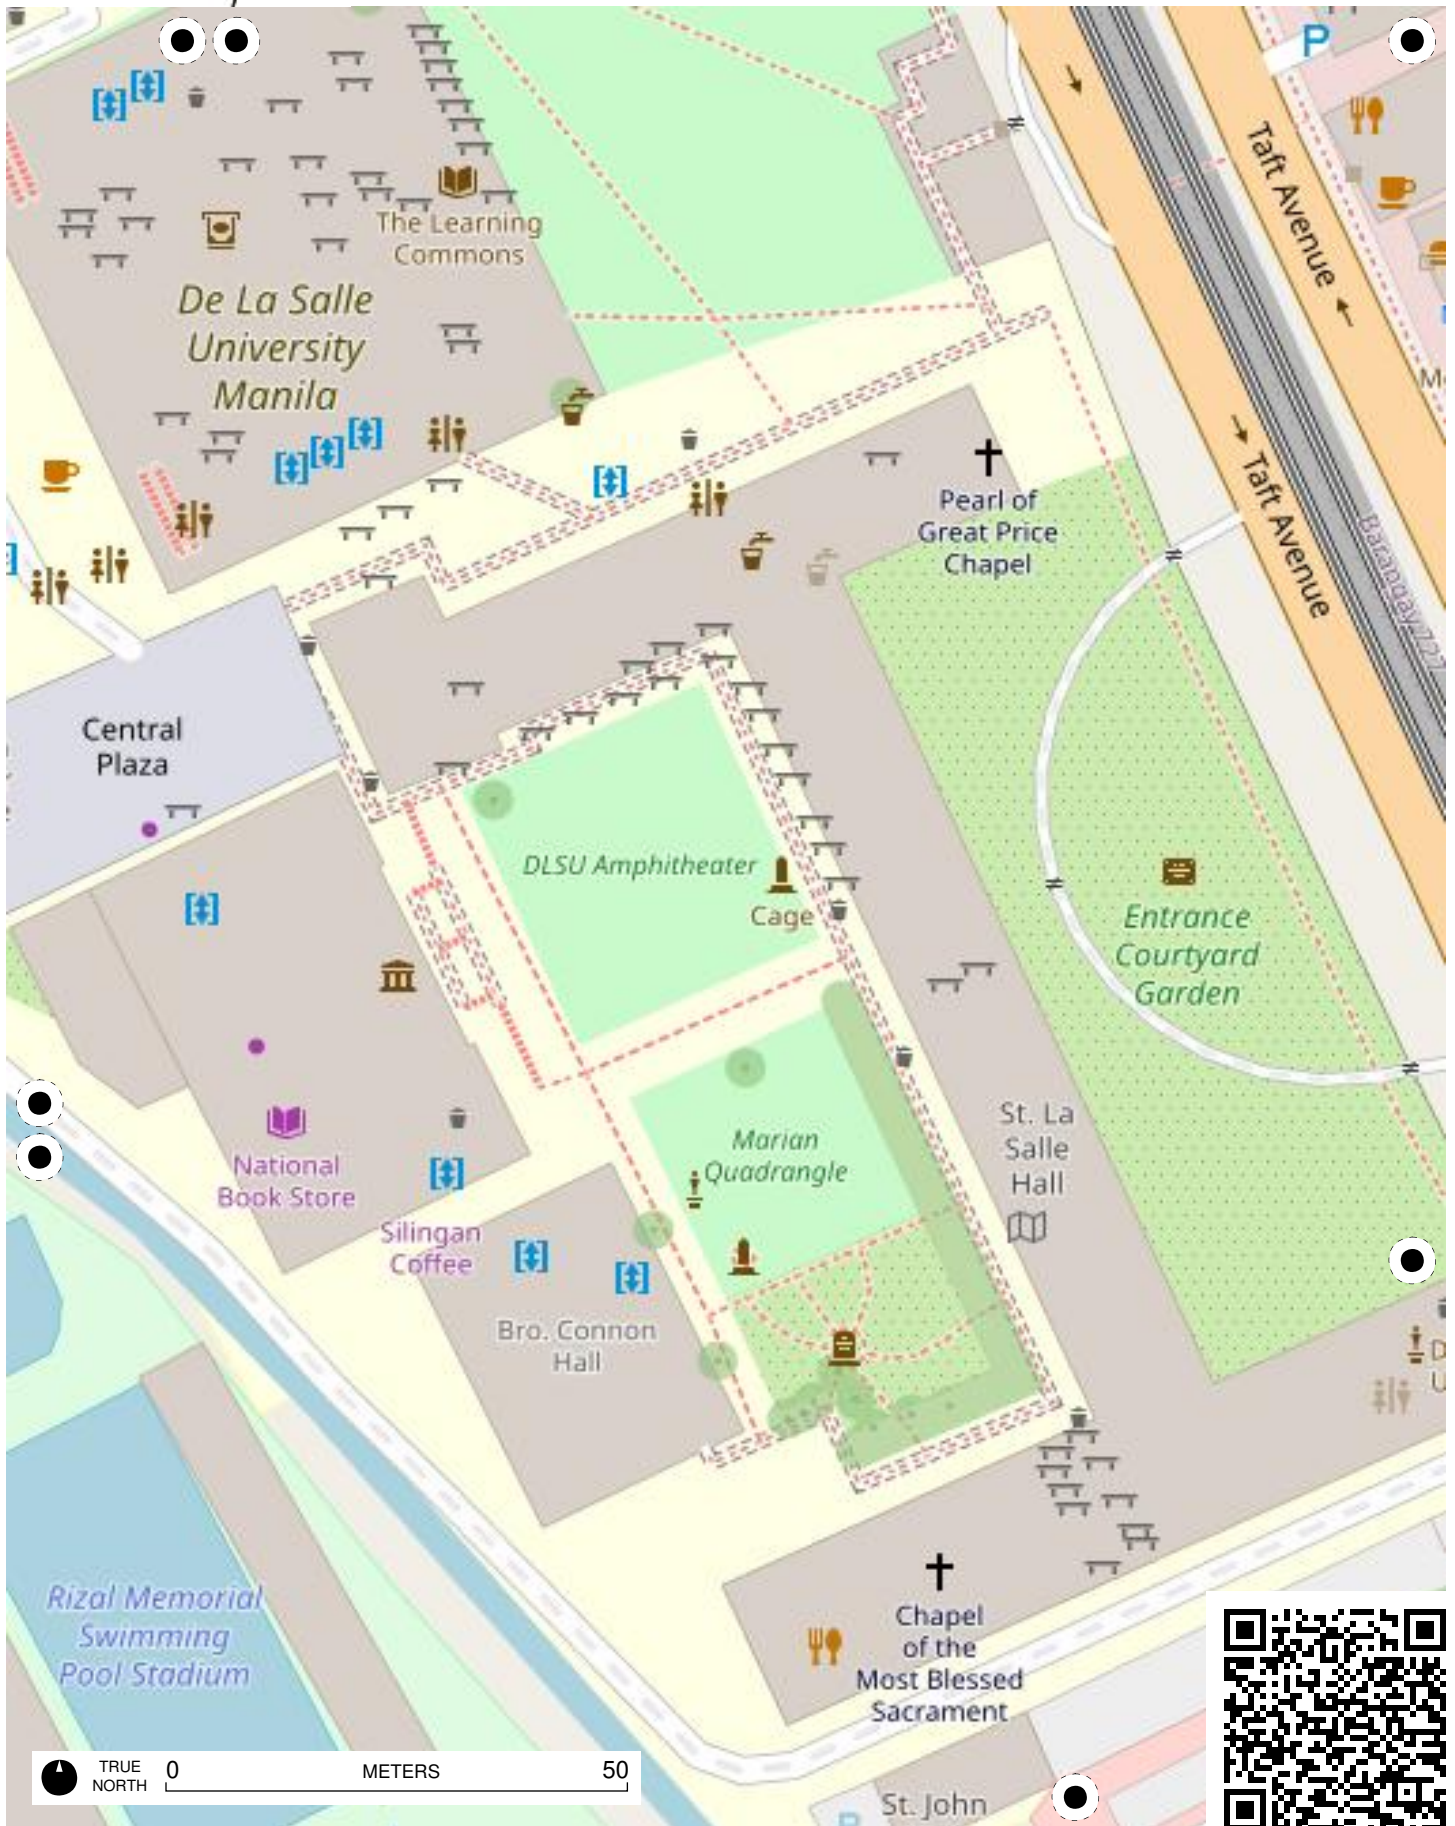 P
Taft Avenue
The Learning
Commons
De La Salle
University
Manila
Pearl of
Great Price
Chapel
Taft Avenue
Central
Plaza
DLSU Amphitheater
Cage
Entrance
Courtyard
Garden
Marian
Quadrangle
St. La
Salle
Hall
National
Book Store
Silingan
Coffee
Bro. Connon
Hall
Rizal Memorial
Swimming
Pool Stadium
Chapel
of the
Most Blessed
Sacrament
TRUE
NORTH
0 METERS 50
St. John
P